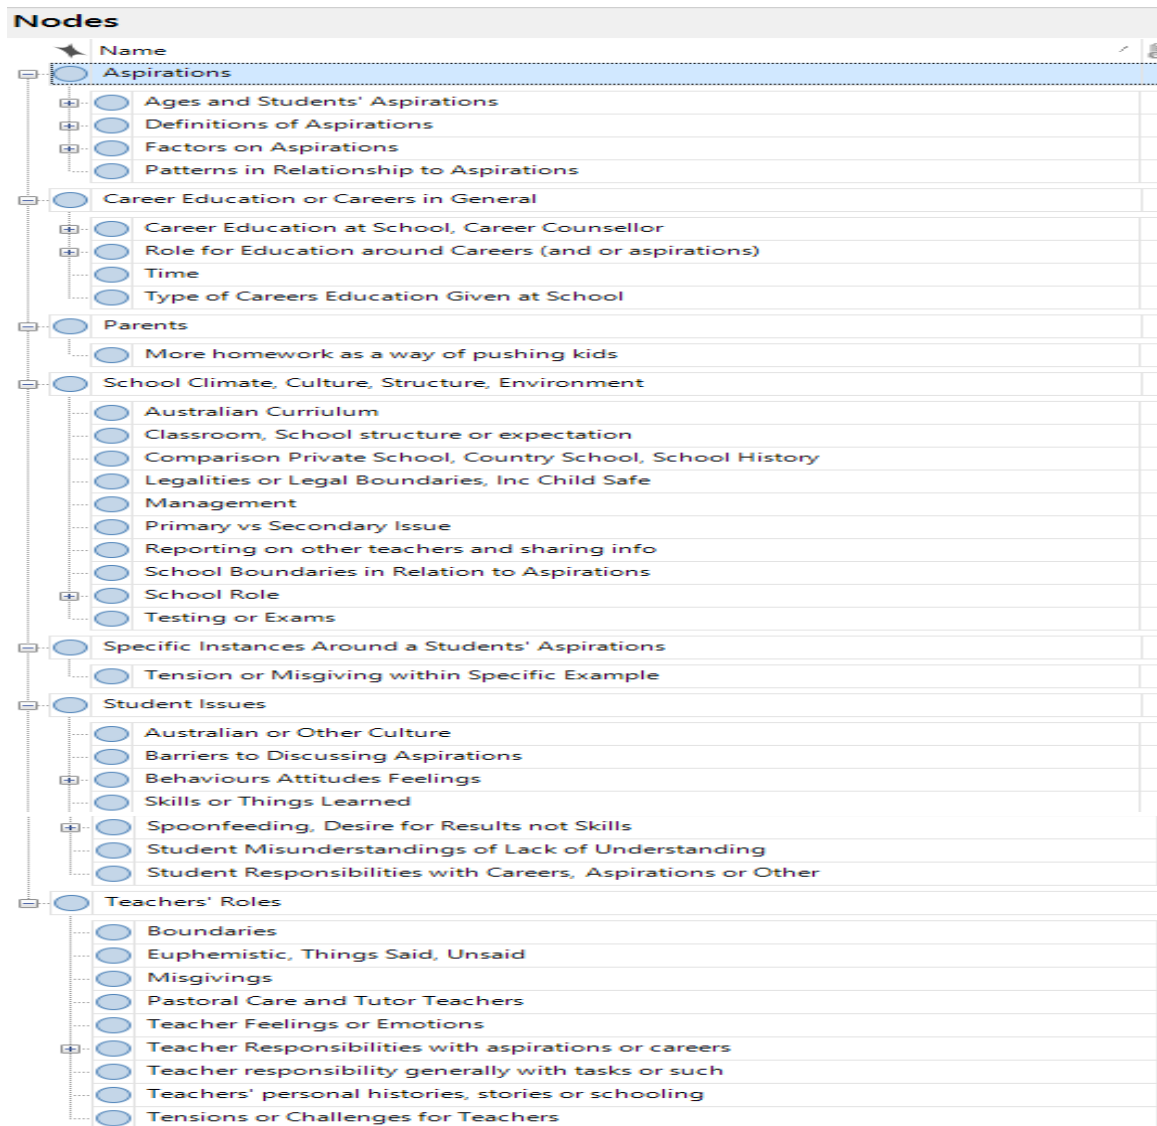 Nodes
Name
Aspirations
Ages and Students' Aspirations
Definitions of Aspirations
Factors on Aspirations
Patterns in Relationship to Aspirations
Career Education or Careers in General
Career Education at School, Career Counsellor
Role for Education around Careers (and or aspirations)
Time
Type of Careers Education Given at School
Parents
More homework as a way of pushing kids
School Climate, Culture, Structure, Environment
Australian Curriulum
Classroom, School structure or expectation
Comparison Private School, Country School, School History
Legalities or Legal Boundaries, Inc Child Safe
Management
Primary vs Secondary Issue
Reporting on other teachers and sharing info
School Boundaries in Relation to Aspirations
School Role
Testing or Exams
Specific Instances Around a Students' Aspirations
Tension or Misgiving within Specific Example
Student Issues
Australian or Other Culture
Barriers to Discussing Aspirations
Behaviours Attitudes Feelings
Skills or Things Learned
Spoonfeeding, Desire for Results not Skills
Student Misunderstandings of Lack of Understanding
Student Responsibilities with Careers, Aspirations or Other
Teachers' Roles
Boundaries
Euphemistic, Things Said, Unsaid
Misgivings
Pastoral Care and Tutor Teachers
Teacher Feelings or Emotions
Teacher Responsibilities with aspirations or careers
Teacher responsibility generally with tasks or such
Teachers' personal histories, stories or schooling
Tensions or Challenges for Teachers